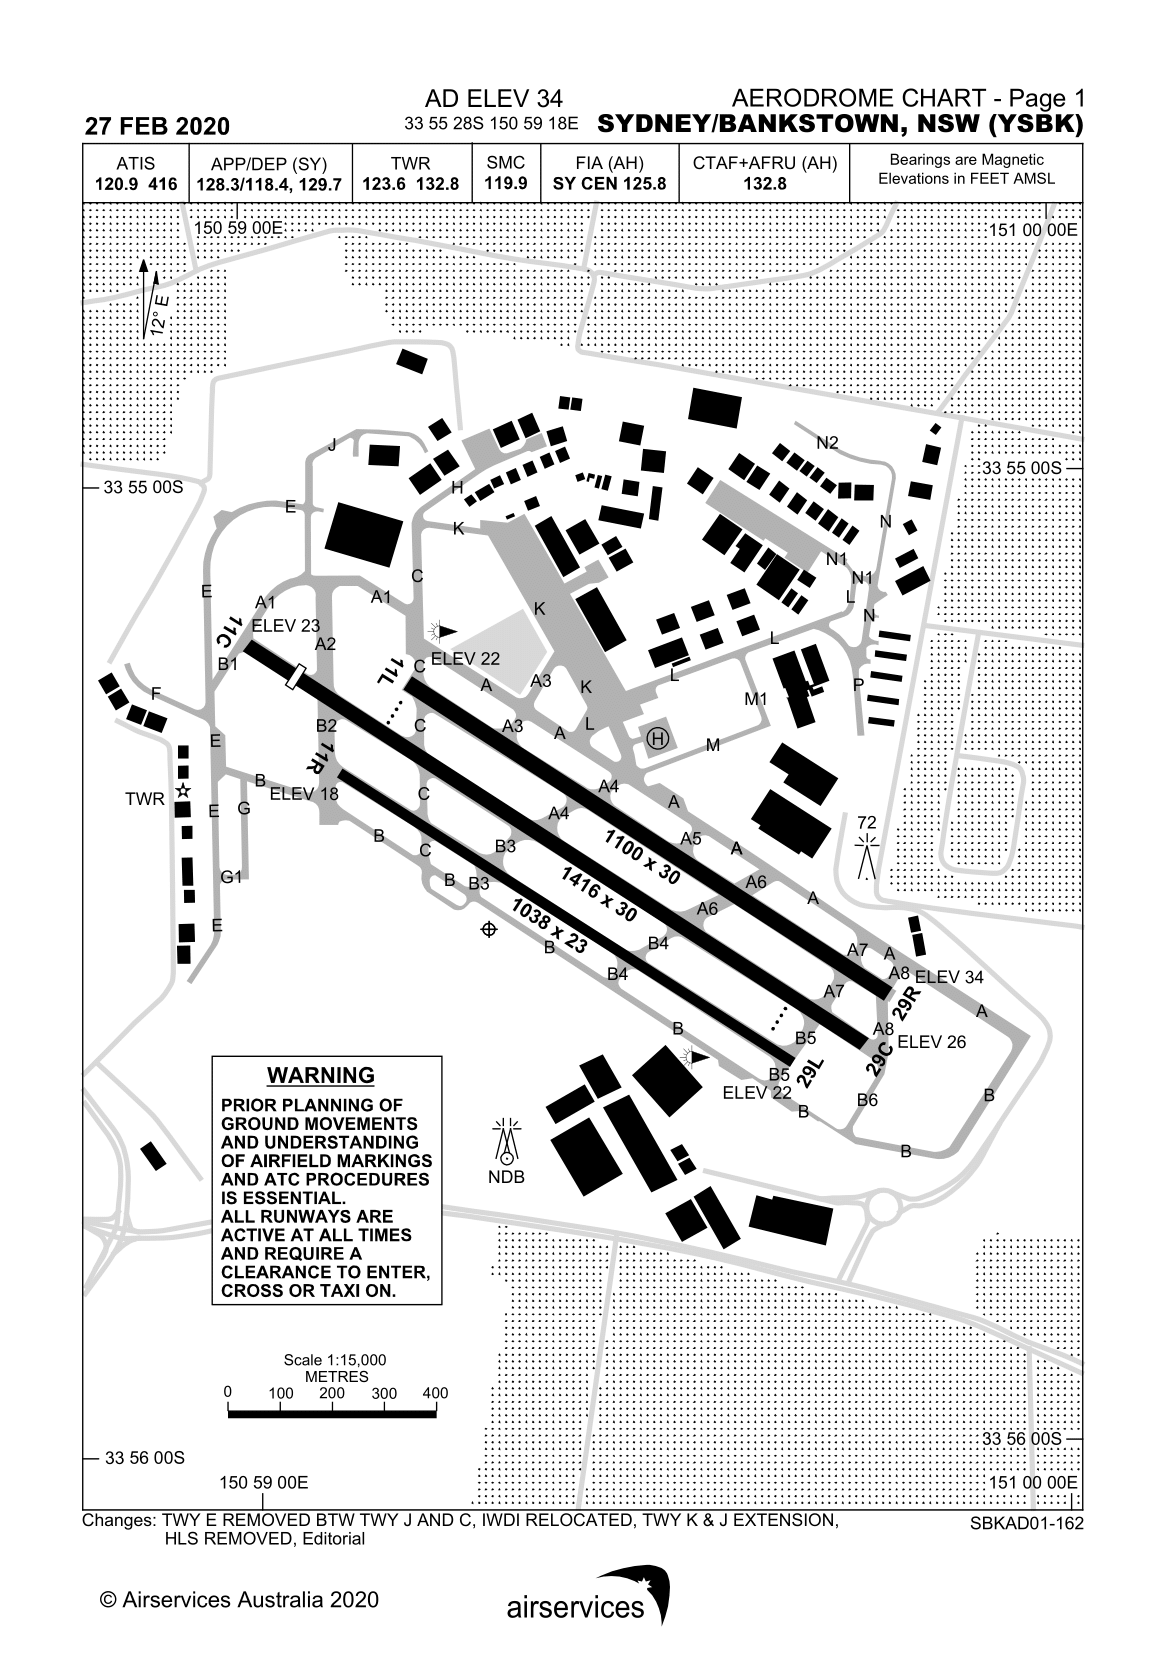 AD ELEV 34
AERODROME CHART - Page 1
27 FEB 2020
33 55 28S 150 59 18E
SYDNEY/BANKSTOWN, NSW (YSBK)
ATIS
120.9 416
APP/DEP (SY)
128.3/118.4, 129.7
TWR
123.6 132.8
SMC
119.9
FIA (AH)
SY CEN 125.8
CTAF+AFRU (AH)
132.8
Bearings are Magnetic
Elevations in FEET AMSL
150 59 00E
151 00 00E
12° E
J
N2
33 55 00S
33 55 00S
H
E
K
N
N1
C
N1
E
A1
A1
L
K
N
11C
ELEV 23
A2
L
B1
11L
C
ELEV 22
L
A
A3
K
M1
P
F
B2
C
A3
A
L
H
M
E
11R
B
ELEV 18
TWR
E
G
C
A4
A
A4
72
B
C
B3
A5
A
1100 x 30
G1
B
B3
1416 x 30
A6
A
A6
E
1038 x 23
B
B4
A7
A
B4
A8
ELEV 34
A7
29R
A
B
B5
A8
ELEV 26
29C
B5
29L
ELEV 22
B
B6
B
B
NDB
WARNING
PRIOR PLANNING OF
GROUND MOVEMENTS
AND UNDERSTANDING
OF AIRFIELD MARKINGS
AND ATC PROCEDURES
IS ESSENTIAL.
ALL RUNWAYS ARE
ACTIVE AT ALL TIMES
AND REQUIRE A
CLEARANCE TO ENTER,
CROSS OR TAXI ON.
Scale 1:15,000
METRES
0 100 200 300 400
33 56 00S
33 56 00S
150 59 00E
151 00 00E
Changes: TWY E REMOVED BTW TWY J AND C, IWDI RELOCATED, TWY K & J EXTENSION,
HLS REMOVED, Editorial
SBKAD01-162
© Airservices Australia 2020
airservices